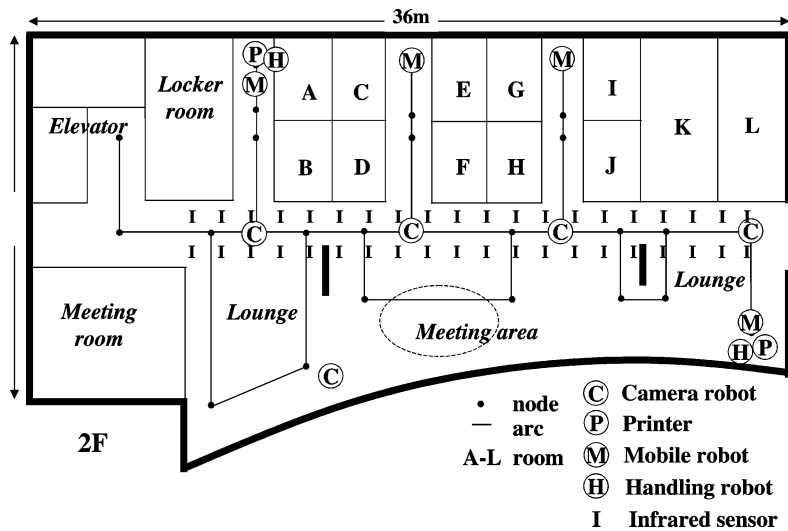 36m
P
H
M
M
M
Locker
room
A
C
E
G
I
Elevator
K
L
B
D
F
H
J
I I I I I I I I I I I I I I I I I I I
C
C
C
C
I I I I I I I I I I I I I I I I I I I
Meeting
room
Lounge
Lounge
Meeting area
M
H
P
C
2F
node
arc
A-L room
C Camera robot
P Printer
M Mobile robot
H Handling robot
I Infrared sensor